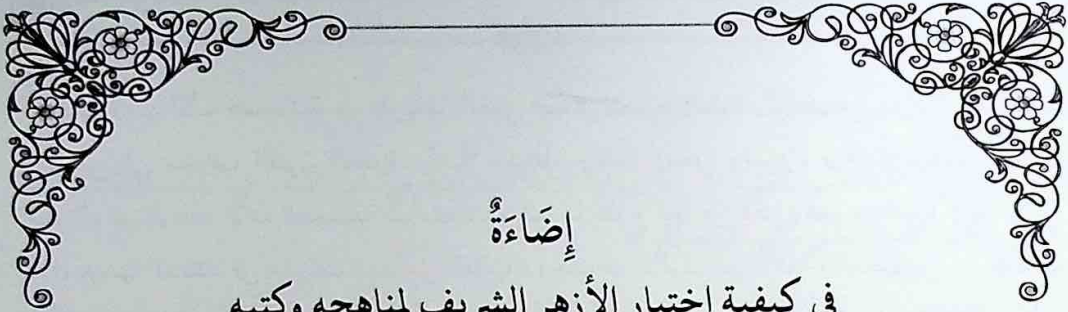 إِضَاءَةٌ
في كيفية اختيار الأزهر الشريف لمناهجه وكتبه